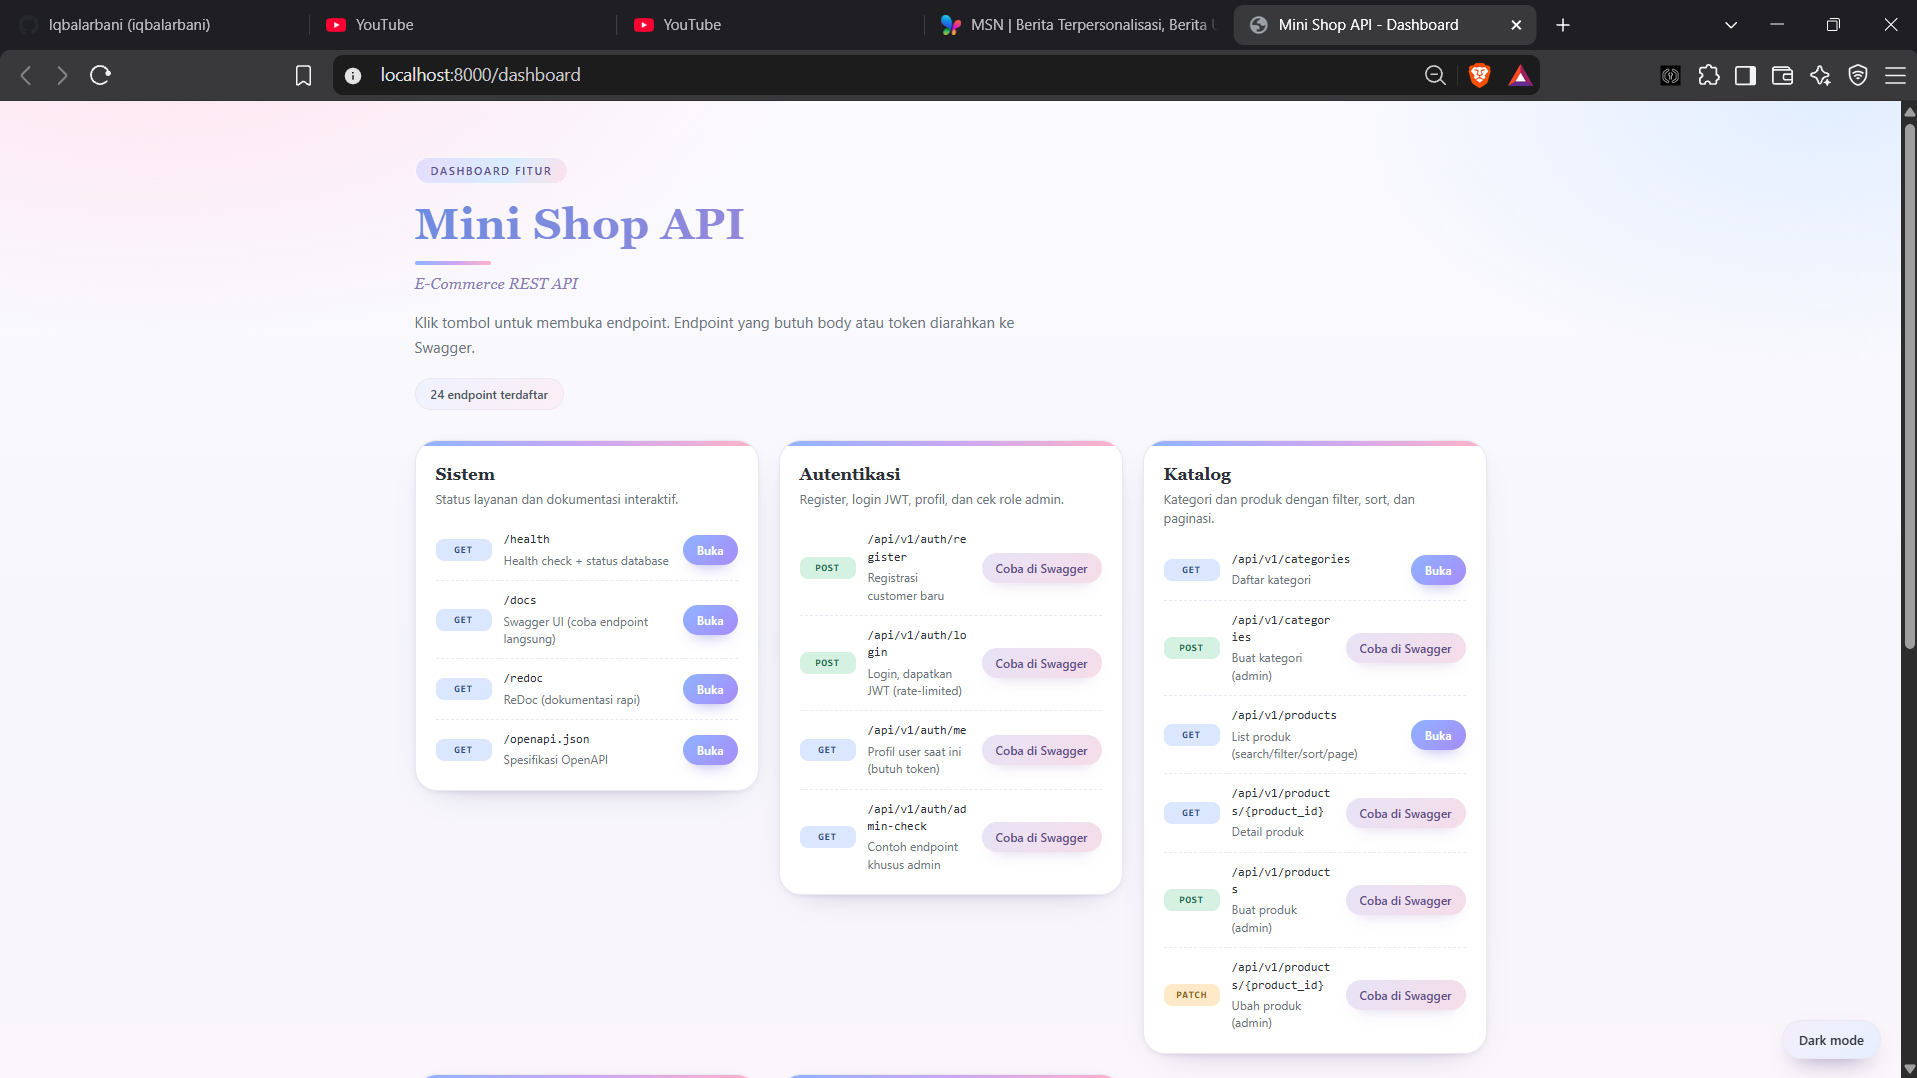 Iqbalarbani (iqbalarbani)
YouTube
YouTube
MSN | Berita Terpersonalisasi, Berita
Mini Shop API - Dashboard
localhost:8000/dashboard
DASHBOARD FITUR
Mini Shop API
E-Commerce REST API
Klik tombol untuk membuka endpoint. Endpoint yang butuh body atau token diarahkan ke
Swagger.
24 endpoint terdaftar
Sistem
Status layanan dan dokumentasi interaktif.
GET
/health
Health check + status database
Buka
GET
/docs
Swagger UI (coba endpoint
langsung)
Buka
GET
/redoc
ReDoc (dokumentasi rapi)
Buka
GET
/openapi.json
Spesifikasi OpenAPI
Buka
Autentikasi
Register, login JWT, profil, dan cek role admin.
POST
/api/v1/auth/re
gister
Registrasi
customer baru
Coba di Swagger
POST
/api/v1/auth/lo
gin
Login, dapatkan
JWT (rate-limited)
Coba di Swagger
GET
/api/v1/auth/me
Profil user saat ini
(butuh token)
Coba di Swagger
GET
/api/v1/auth/ad
min-check
Contoh endpoint
khusus admin
Coba di Swagger
Katalog
Kategori dan produk dengan filter, sort, dan
paginasi.
GET
/api/v1/categories
Daftar kategori
Buka
POST
/api/v1/categor
ies
Buat kategori
(admin)
Coba di Swagger
GET
/api/v1/products
List produk
(search/filter/sort/page)
Buka
GET
/api/v1/product
s/{product_id}
Detail produk
Coba di Swagger
POST
/api/v1/product
s
Buat produk
(admin)
Coba di Swagger
PATCH
/api/v1/product
s/{product_id}
Ubah produk
(admin)
Coba di Swagger
Dark mode